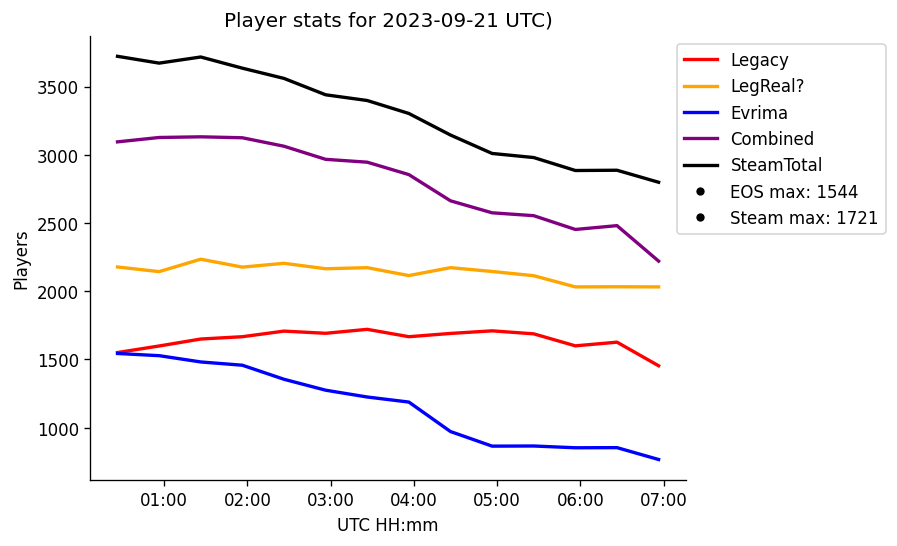 Player stats for 2023-09-21 UTC)
Legacy
LegReal?
Evrima
Combined
SteamTotal
EOS max: 1544
Steam max: 1721
Players
3500
3000
2500
2000
1500
1000
01:00 02:00 03:00 04:00 05:00 06:00 07:00
UTC HH:mm